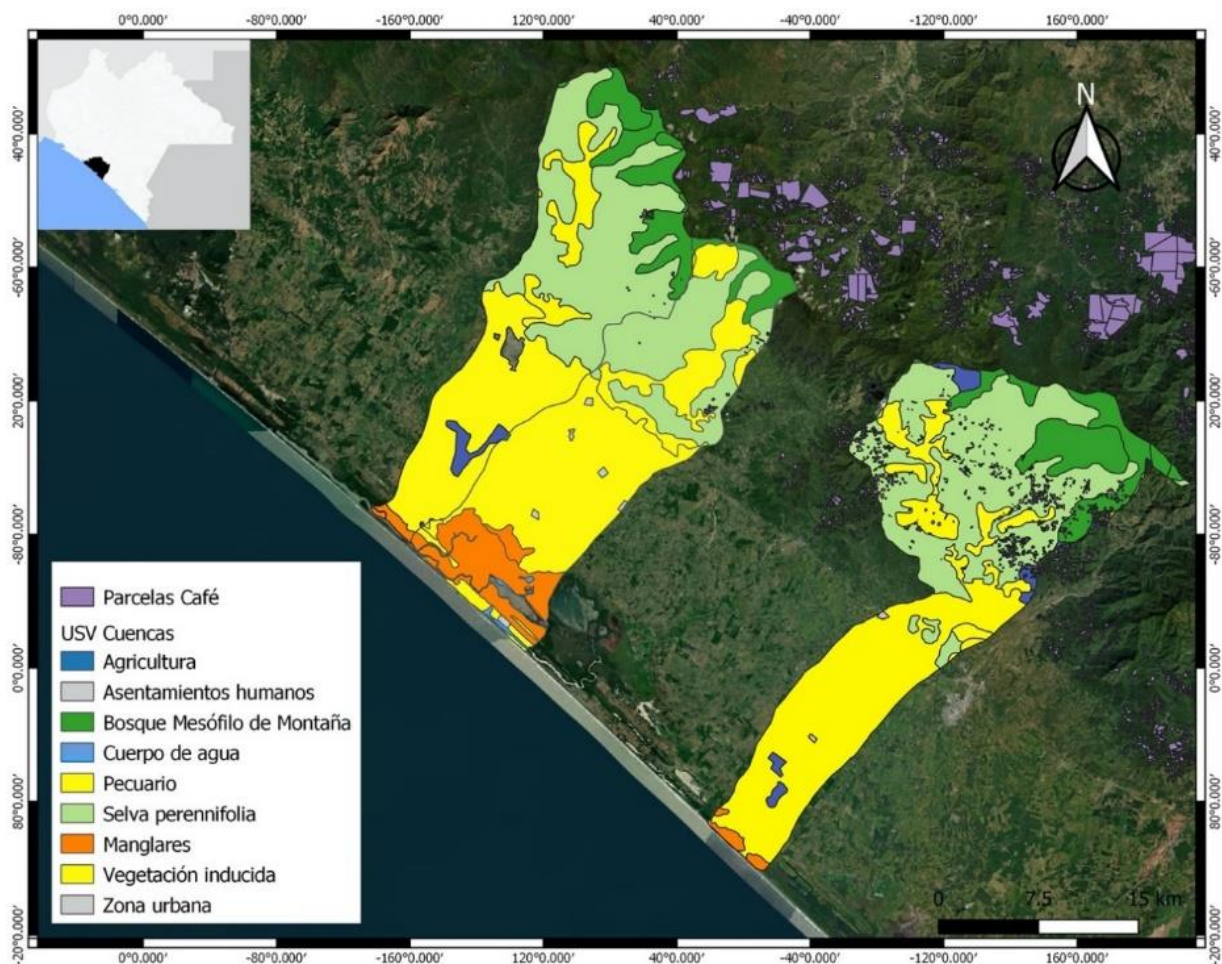 0°0.000′ -80°0.000′ -160°0.000′ 120°0.000′ 40°0.000′ -40°0.000′ -120°0.000′ 160°0.000′
N
40°0.000′
-60°0.000′
20°0.000′
-80°0.000′
0°0.000′
80°0.000′
-20°0.000′
40°0.000′
-60°0.000′
20°0.000′
-80°0.000′
0°0.000′
80°0.000′
-20°0.000′
Parcelas Café
USV Cuencas
Agricultura
Asentamientos humanos
Bosque Mesófilo de Montaña
Cuerpo de agua
Pecuario
Selva perennifolia
Manglares
Vegetación inducida
Zona urbana
0 7.5 15 km
0°0.000′ -80°0.000′ -160°0.000′ 120°0.000′ 40°0.000′ -40°0.000′ -120°0.000′ 160°0.000′